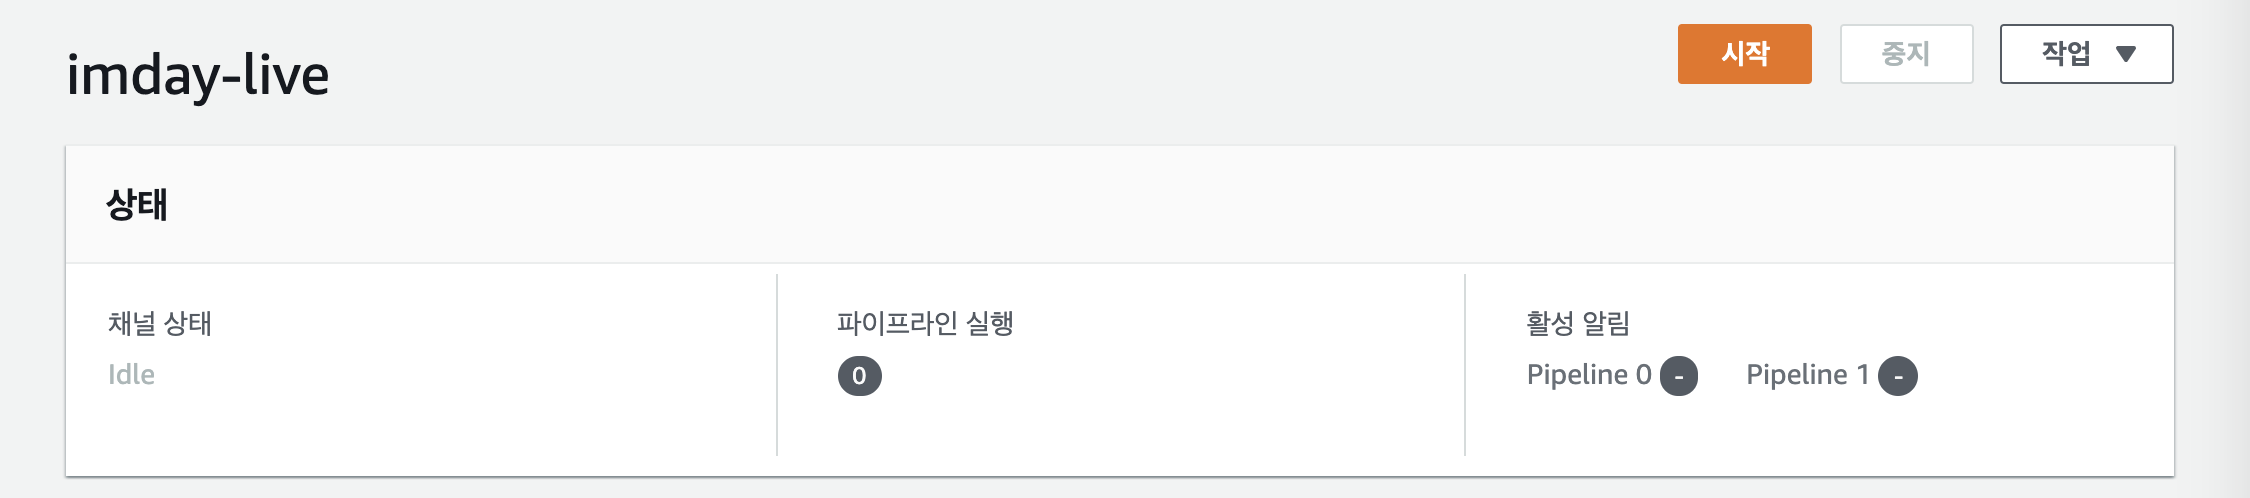 imday-live
시작 중지 작업
상태
채널 상태 파이프라인 실행 활성 알림
Idle 0 Pipeline 0 - Pipeline 1 -